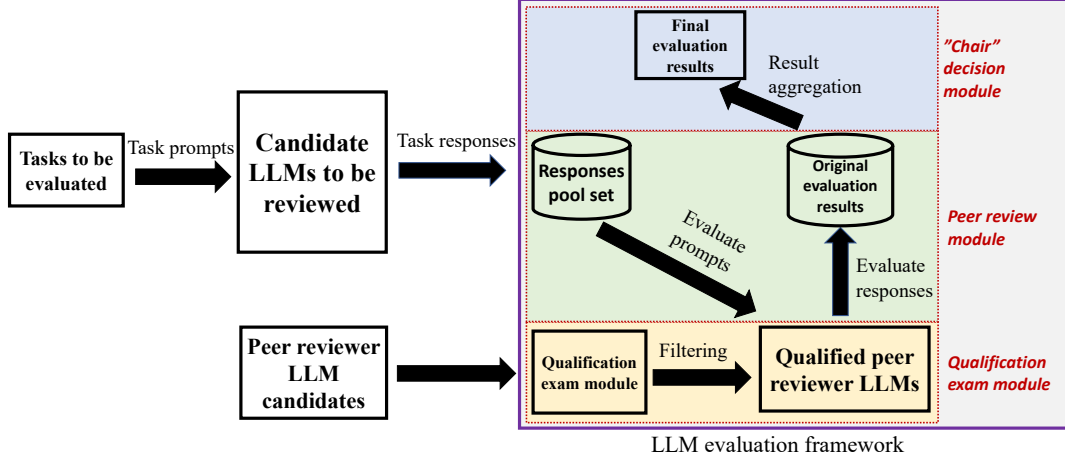 Tasks to be
evaluated
Task prompts
Candidate
LLMs to be
reviewed
Task responses
Peer reviewer
LLM
candidates
Final
evaluation
results
Result
aggregation
”Chair”
decision
module
Responses
pool set
Original
evaluation
results
Evaluate
prompts
Evaluate
responses
Peer review
module
Qualification
exam module
Filtering
Qualified peer
reviewer LLMs
Qualification
exam module
LLM evaluation framework